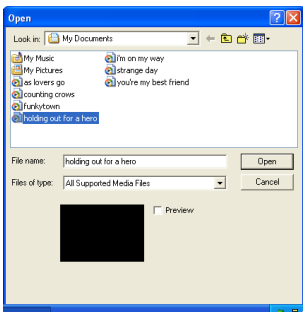 Open
Look in: My Documents
My Music
My Pictures
as lovers go
counting crows
funkytown
holding out for a hero
i'm on my way
strange day
you're my best friend
File name: holding out for a hero Open
Files of type: All Supported Media Files Cancel
Preview